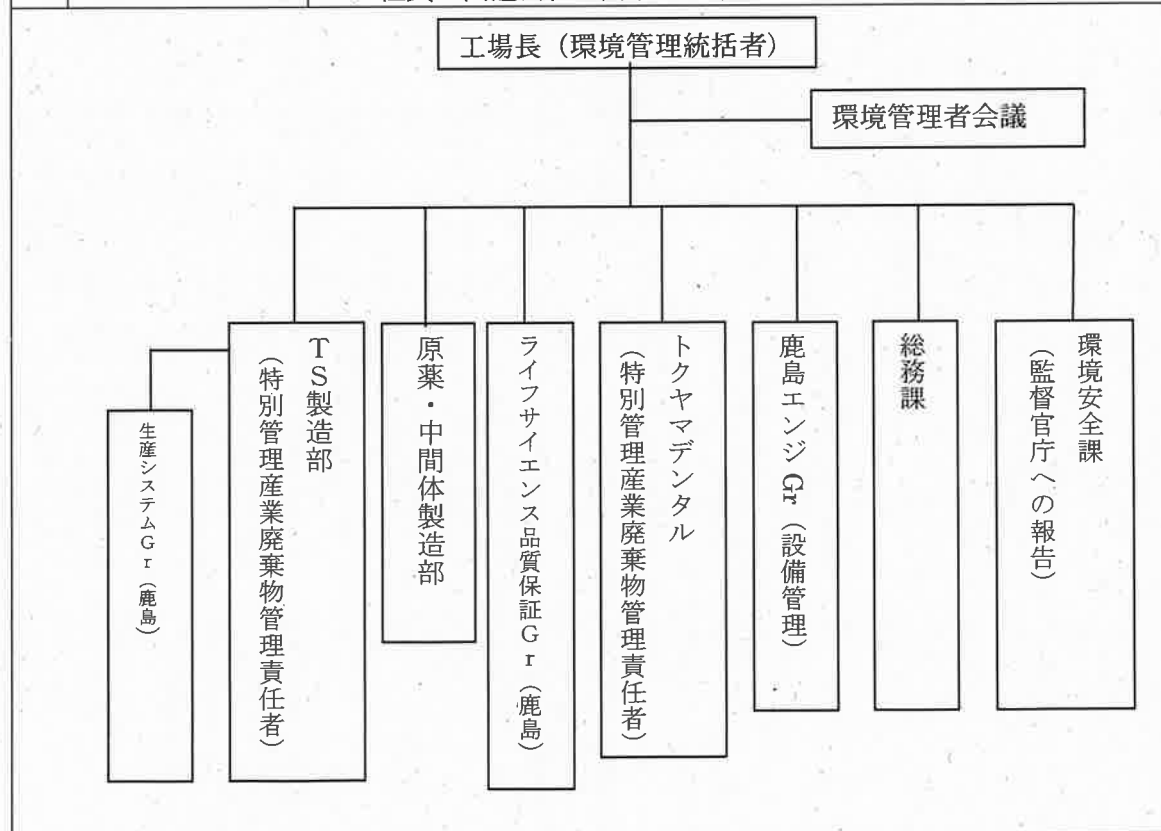 工場長（環境管理統括者）
環境管理者会議
環境安全課
（監督官庁への報告）
総務課
鹿島エンジGr（設備管理）
トクヤマデンタル
（特別管理産業廃棄物管理責任者）
ライフサイエンス品質保証Gr（鹿島）
原薬・中間体製造部
TS製造部
（特別管理産業廃棄物管理責任者）
生産システムGr（鹿島）